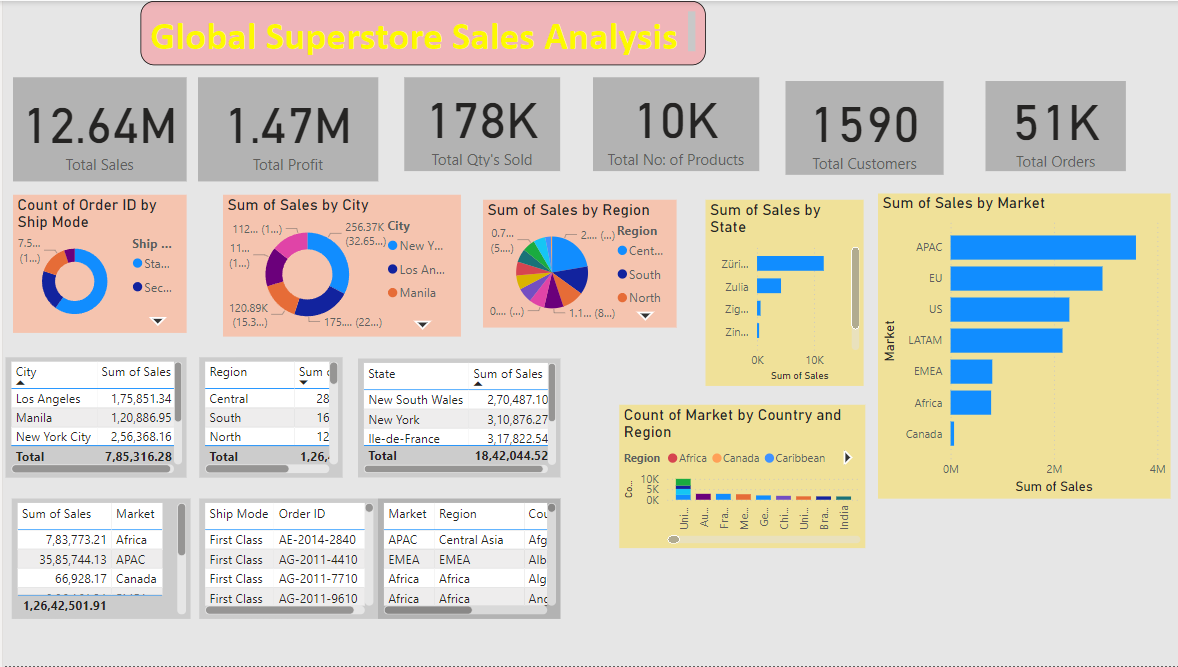 Global Superstore Sales Analysis
12.64M
Total Sales
1.47M
Total Profit
178K
Total Qty's Sold
10K
Total No: of Products
1590
Total Customers
51K
Total Orders
Count of Order ID by
Ship Mode
7.5...
(1...)
Ship ...
Sta...
Sec...
Sum of Sales by City
112... (1...)
11...
(1...)
120.89K
(15.3...)
256.37K
(32.65...)
175.... (22...)
City
New Y...
Los An...
Manila
Sum of Sales by Region
0.7...
(5....)
0.... (...)
2.... (...)
1.1... (8...)
Region
Cent...
South
North
Sum of Sales by
State
Züri...
Zulia
Zig...
Zin...
0K 10K
Sum of Sales
Sum of Sales by Market
Market
APAC
EU
US
LATAM
EMEA
Africa
Canada
0M 2M 4M
Sum of Sales
City Sum of Sales
Los Angeles 1,75,851.34
Manila 1,20,886.95
New York City 2,56,368.16
Total 7,85,316.28
Region Sum
Central 28
South 16
North 12
Total 1,26,
State Sum of Sales
New South Wales 2,70,487.10
New York 3,10,876.27
Ile-de-France 3,17,822.54
Total 18,42,044.52
Count of Market by Country and
Region
Region Africa Canada Caribbean
Co...
10K
5K
0K
Uni... Au... Fra... Me... Ge... Chi... Uni... Bra... India
Sum of Sales Market
7,83,773.21 Africa
35,85,744.13 APAC
66,928.17 Canada
1,26,42,501.91
Ship Mode Order ID
First Class AE-2014-2840
First Class AG-2011-4410
First Class AG-2011-7710
First Class AG-2011-9610
Market Region Cou
APAC Central Asia Afg
EMEA EMEA Alb
Africa Africa Alg
Africa Africa Ang